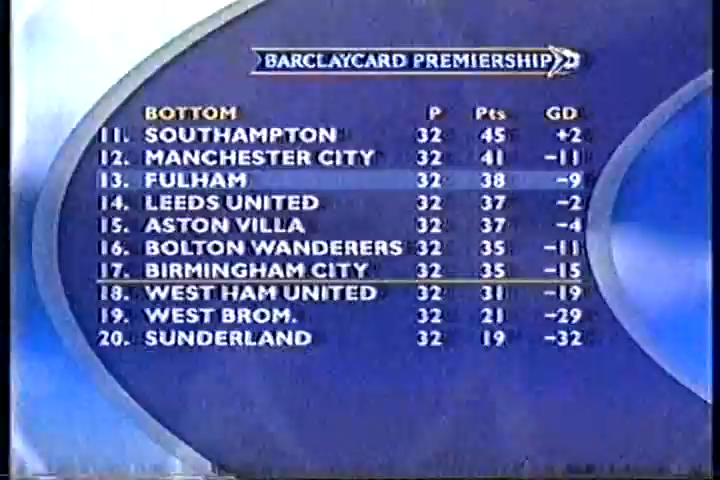 BARCLAYCARD PREMIERSHIP
BOTTOM P Pts GD
11. SOUTHAMPTON 32 45 +2
12. MANCHESTER CITY 32 41 -11
13. FULHAM 32 38 -9
14. LEEDS UNITED 32 37 -2
15. ASTON VILLA 32 37 -4
16. BOLTON WANDERERS 32 35 -11
17. BIRMINGHAM CITY 32 35 -15
18. WEST HAM UNITED 32 31 -19
19. WEST BROM. 32 21 -29
20. SUNDERLAND 32 19 -32